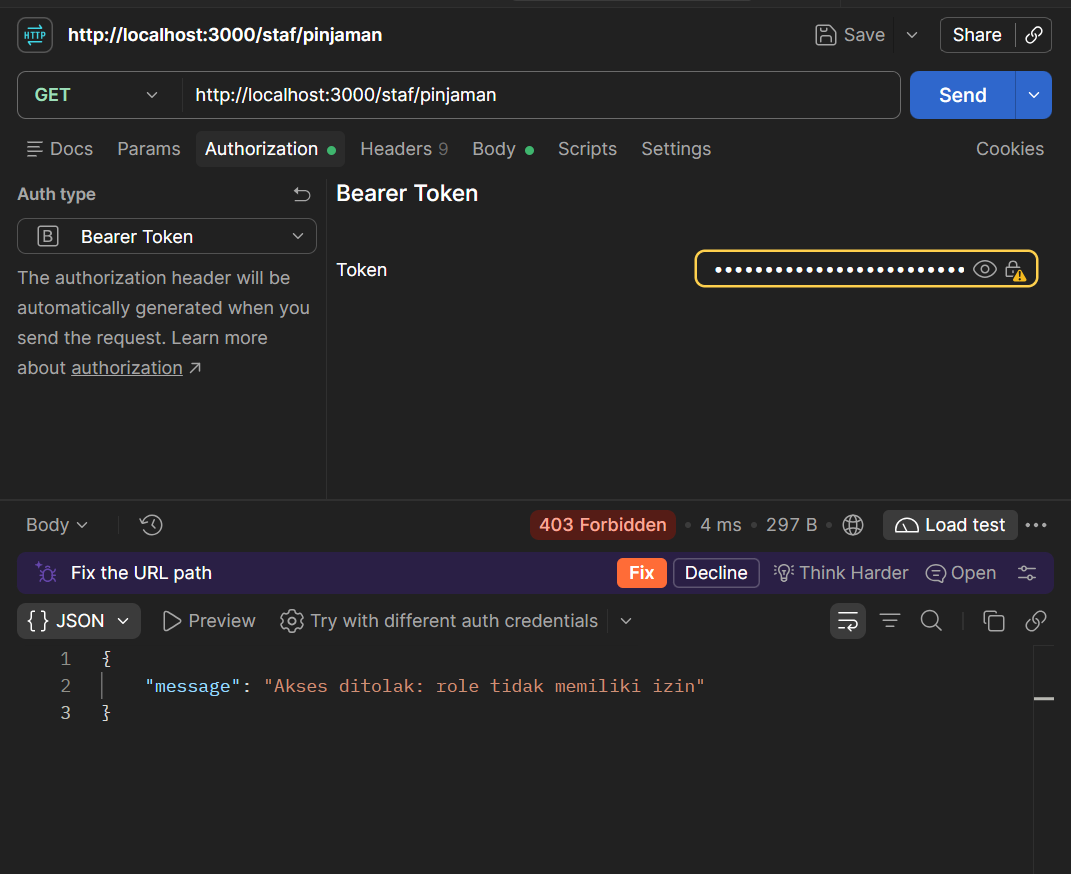 HTTP http://localhost:3000/staf/pinjaman Save Share
GET http://localhost:3000/staf/pinjaman Send
Docs Params Authorization Headers 9 Body Scripts Settings Cookies
Auth type
B Bearer Token
The authorization header will be
automatically generated when you
send the request. Learn more
about authorization ↗
Bearer Token
Token ••••••••••••••••••••••••
Body 403 Forbidden • 4 ms • 297 B • Load test
Fix the URL path Fix Decline Think Harder Open
{} JSON Preview Try with different auth credentials
1 {
2 "message": "Akses ditolak: role tidak memiliki izin"
3 }